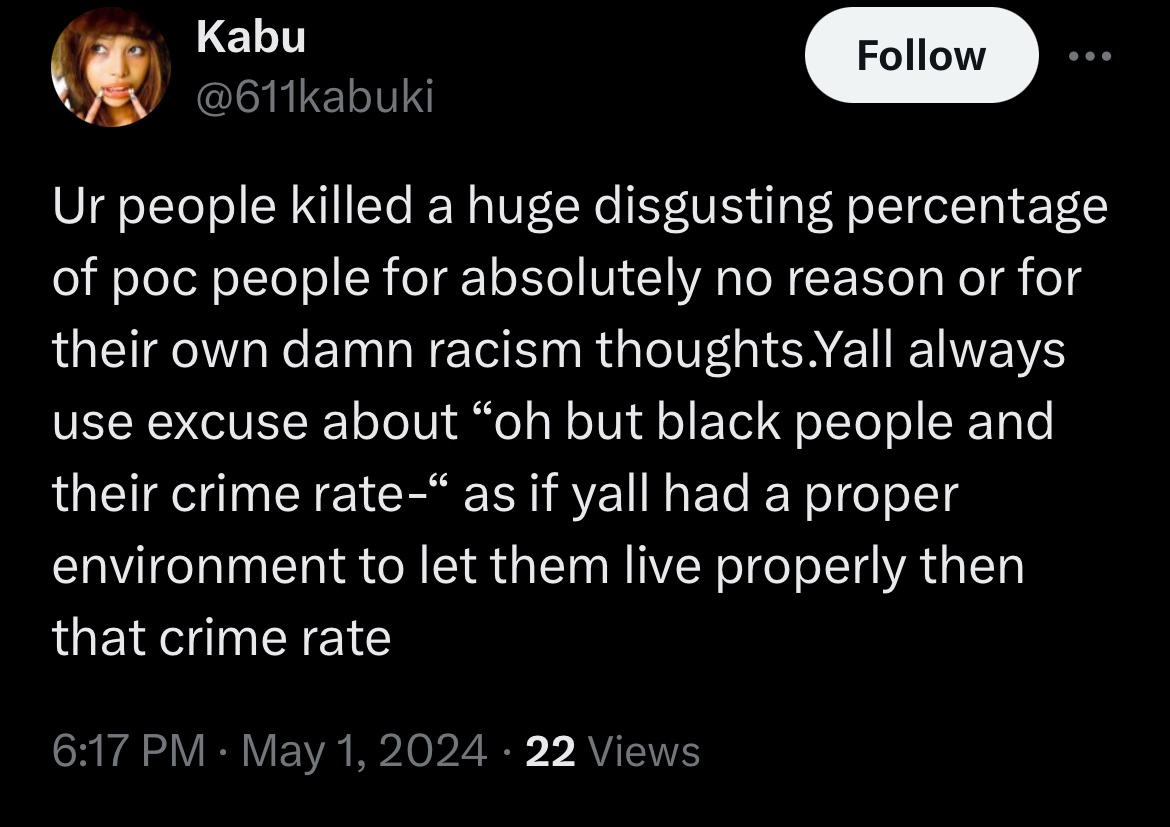 Kabu
@611kabuki
Follow
Ur people killed a huge disgusting percentage
of poc people for absolutely no reason or for
their own damn racism thoughts.Yall always
use excuse about “oh but black people and
their crime rate-“ as if yall had a proper
environment to let them live properly then
that crime rate
6:17 PM · May 1, 2024 · 22 Views